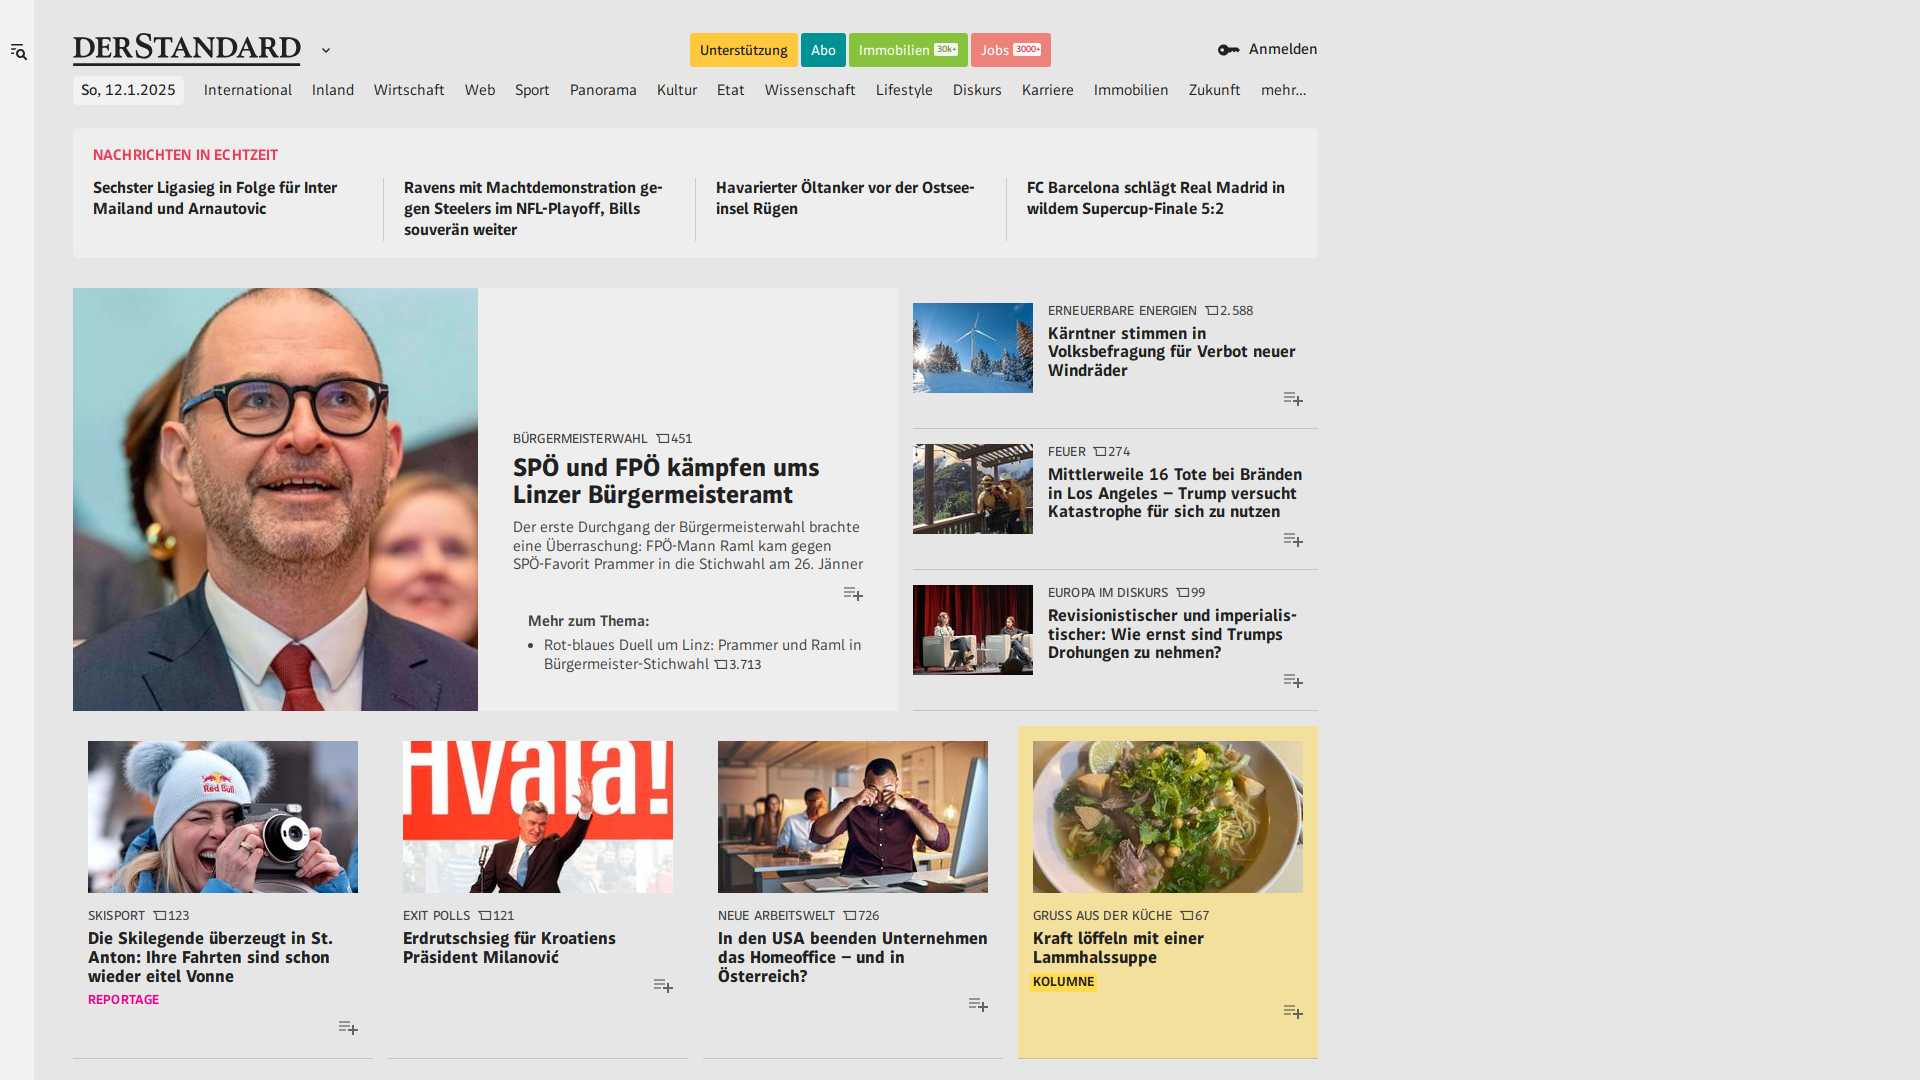 DERSTANDARD
Unterstützung
Abo
Immobilien 30k+
Jobs 3000+
Anmelden
So, 12.1.2025
International
Inland
Wirtschaft
Web
Sport
Panorama
Kultur
Etat
Wissenschaft
Lifestyle
Diskurs
Karriere
Immobilien
Zukunft
mehr...
NACHRICHTEN IN ECHTZEIT
Sechster Ligasieg in Folge für Inter
Mailand und Arnautovic
Ravens mit Machtdemonstration ge-
gen Steelers im NFL-Playoff, Bills
souverän weiter
Havarierter Öltanker vor der Ostsee-
insel Rügen
FC Barcelona schlägt Real Madrid in
wildem Supercup-Finale 5:2
BÜRGERMEISTERWAHL 451
SPÖ und FPÖ kämpfen ums
Linzer Bürgermeisteramt
Der erste Durchgang der Bürgermeisterwahl brachte
eine Überraschung: FPÖ-Mann Raml kam gegen
SPÖ-Favorit Prammer in die Stichwahl am 26. Jänner
Mehr zum Thema:
• Rot-blaues Duell um Linz: Prammer und Raml in
Bürgermeister-Stichwahl 3.713
ERNEUERBARE ENERGIEN 2.588
Kärntner stimmen in
Volksbefragung für Verbot neuer
Windräder
FEUER 274
Mittlerweile 16 Tote bei Bränden
in Los Angeles – Trump versucht
Katastrophe für sich zu nutzen
EUROPA IM DISKURS 99
Revisionistischer und imperialis-
tischer: Wie ernst sind Trumps
Drohungen zu nehmen?
Red Bull
SKISPORT 123
Die Skilegende überzeugt in St.
Anton: Ihre Fahrten sind schon
wieder eitel Vonne
REPORTAGE
Hvala!
EXIT POLLS 121
Erdrutschsieg für Kroatiens
Präsident Milanović
NEUE ARBEITSWELT 726
In den USA beenden Unternehmen
das Homeoffice – und in
Österreich?
GRUSS AUS DER KÜCHE 67
Kraft löffeln mit einer
Lammhalssuppe
KOLUMNE